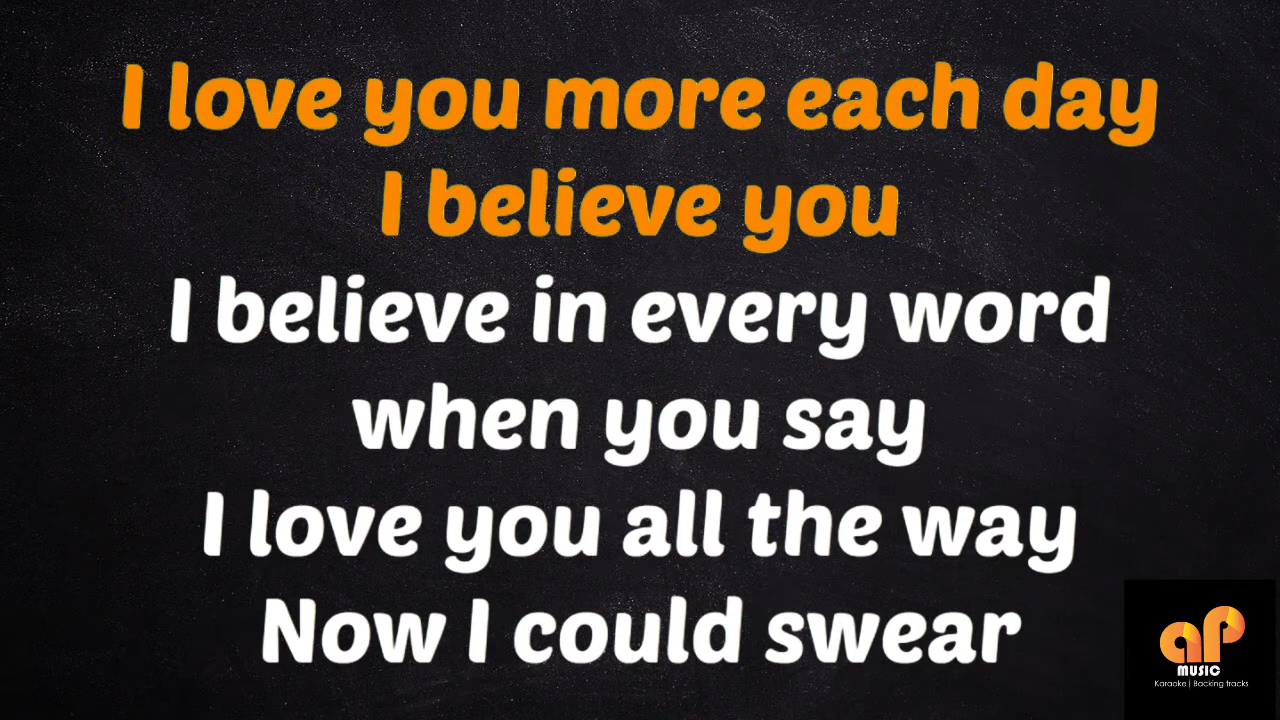 I love you more each day
I believe you
I believe in every word
when you say
I love you all the way
Now I could swear
aP
MUSIC
Karaoke | Backing tracks